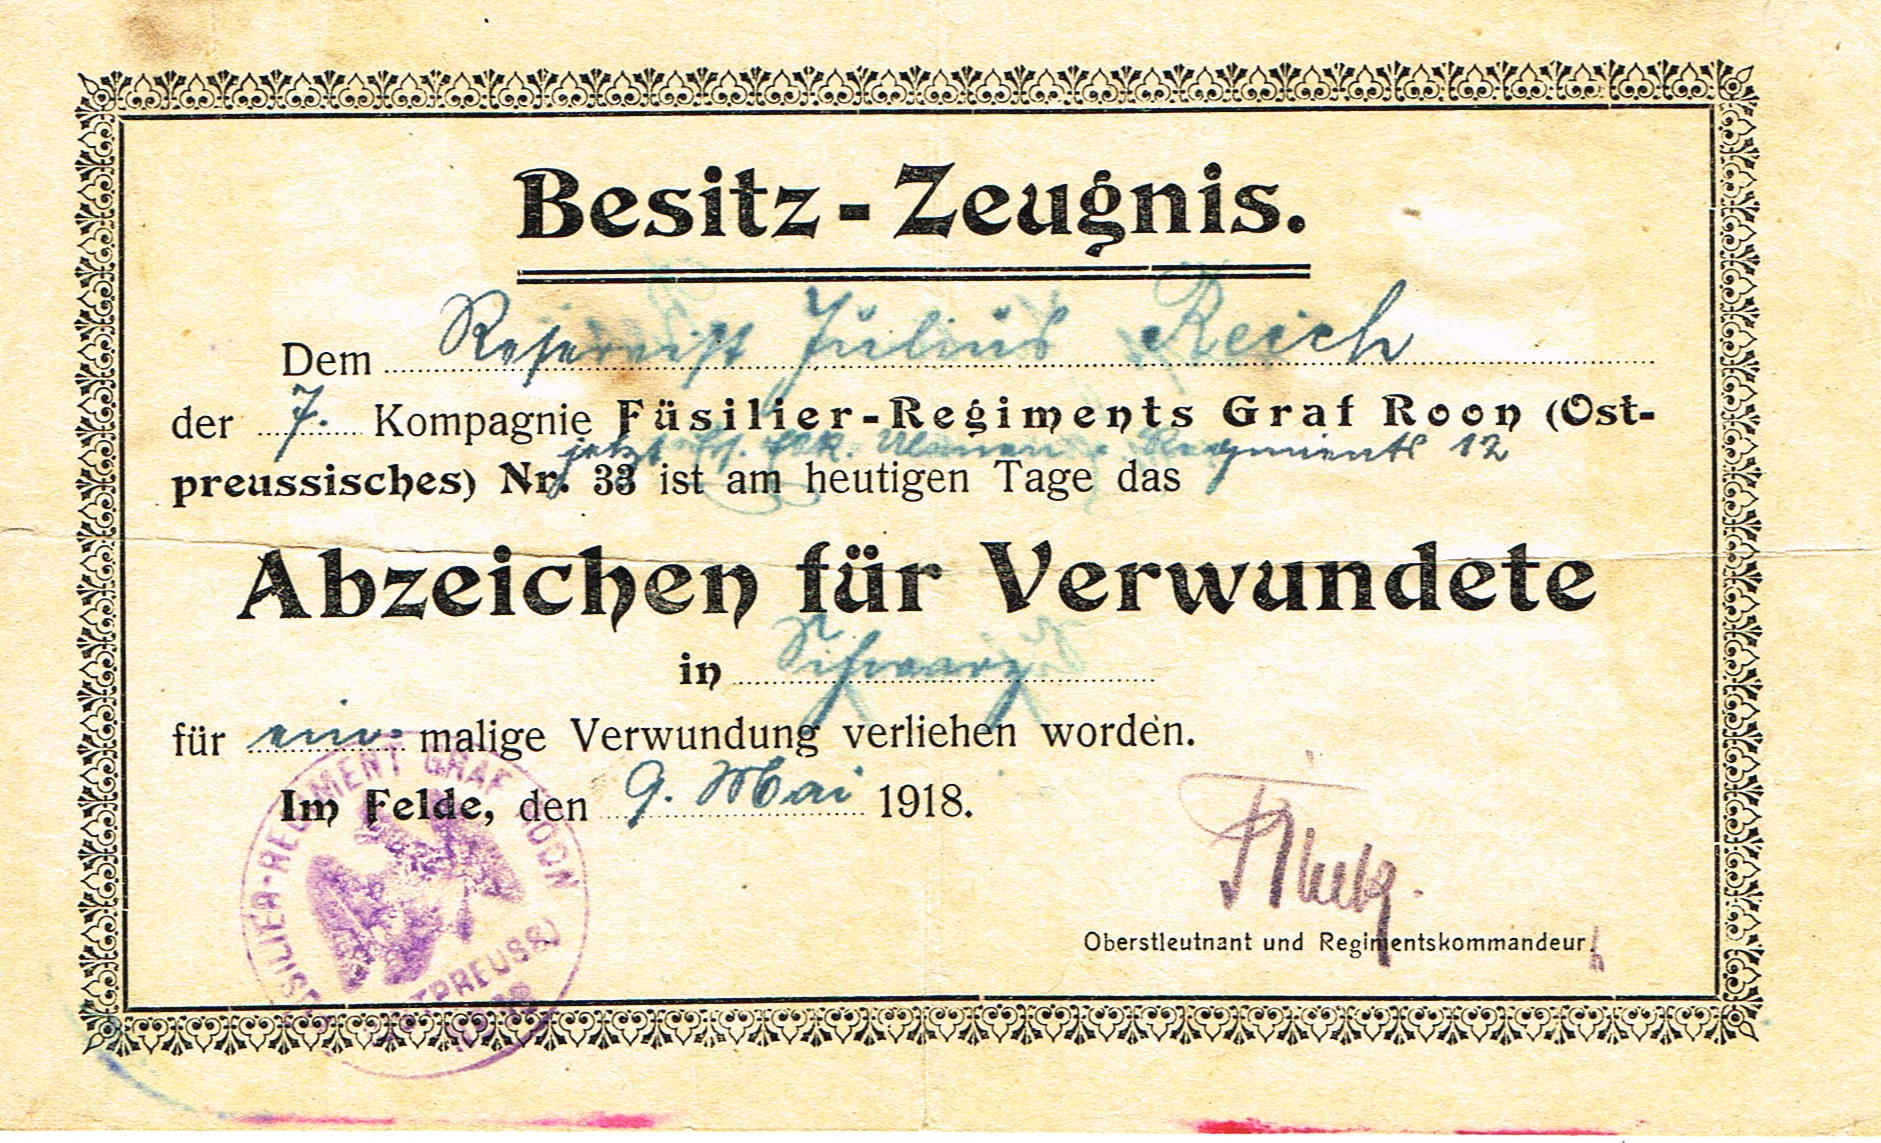 Besitz-Zeugnis.
Dem Reservist Julius Reich
der 7. Kompagnie Füsilier-Regiments Graf Roon (Ost-
jetzt Ulanen-Regiments 12
preussisches) Nr. 33 ist am heutigen Tage das
Abzeichen für Verwundete
in Schwarz
für ein- malige Verwundung verliehen worden.
Im Felde, den 9. Mai 1918.
Oberstleutnant und Regimentskommandeur